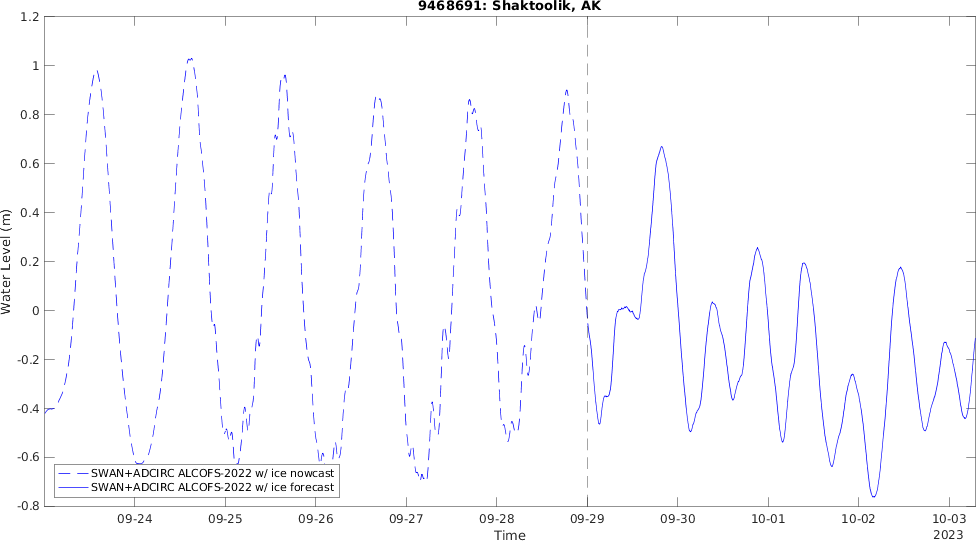 9468691: Shaktoolik, AK
1.2
1
0.8
0.6
0.4
0.2
0
-0.2
-0.4
-0.6
-0.8
Water Level (m)
SWAN+ADCIRC ALCOFS-2022 w/ ice nowcast
SWAN+ADCIRC ALCOFS-2022 w/ ice forecast
09-24 09-25 09-26 09-27 09-28 09-29 09-30 10-01 10-02 10-03
Time
2023